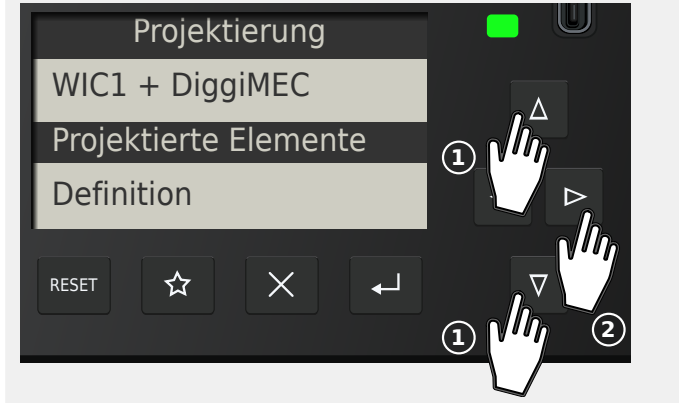 Projektierung
WIC1 + DiggiMEC
Projektierte Elemente
Definition
1
RESET
1
2